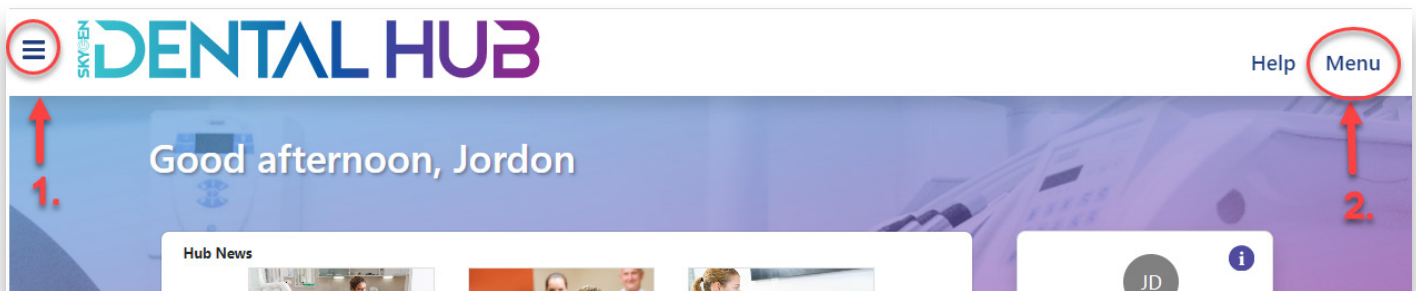 SKYGEN DENTAL HUB
Help Menu
Good afternoon, Jordon
1.
2.
Hub News
i
JD